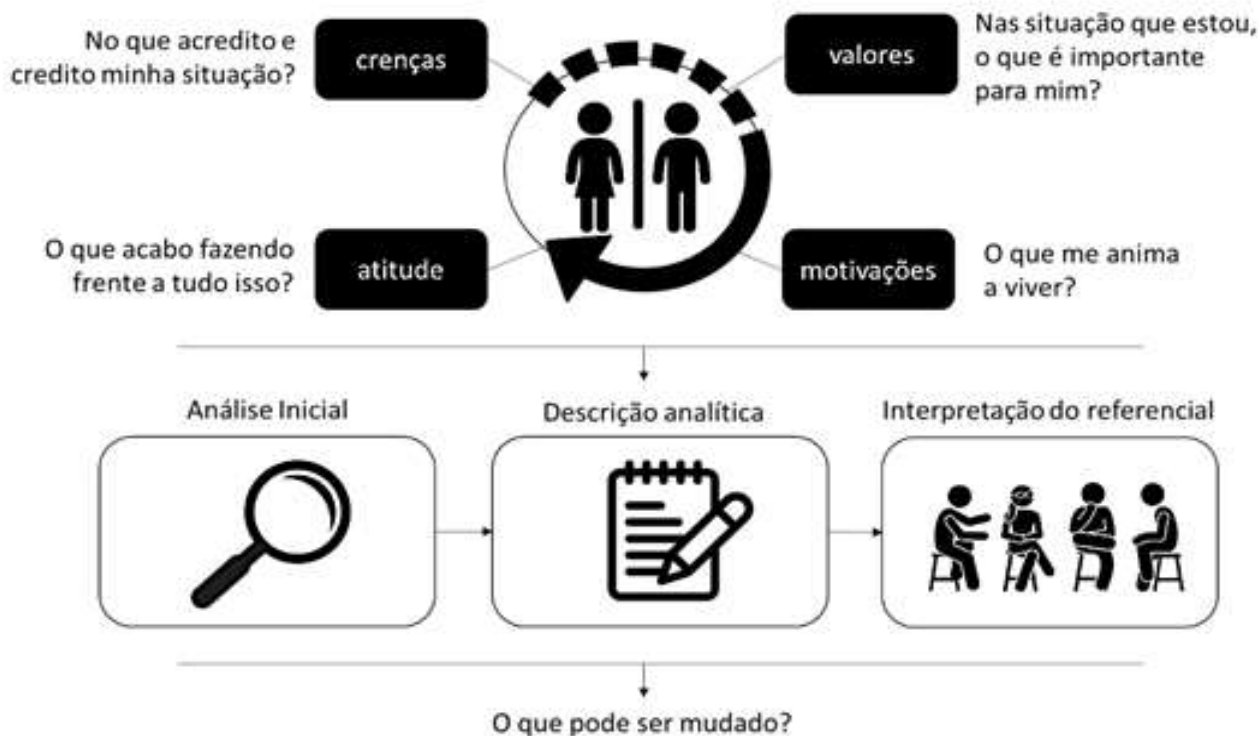 No que acredito e
credito minha situação?
crenças
valores
Nas situação que estou,
o que é importante
para mim?
O que acabo fazendo
frente a tudo isso?
atitude
motivações
O que me anima
a viver?
Análise Inicial
Descrição analítica
Interpretação do referencial
O que pode ser mudado?